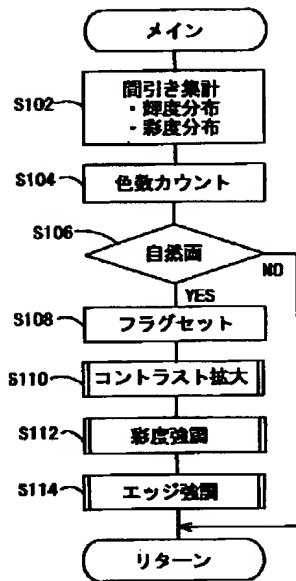 メイン
S102
間引き集計
・輝度分布
・彩度分布
S104
色数カウント
S106
自然画
NO
YES
S108
フラグセット
S110
コントラスト拡大
S112
彩度強調
S114
エッジ強調
リターン